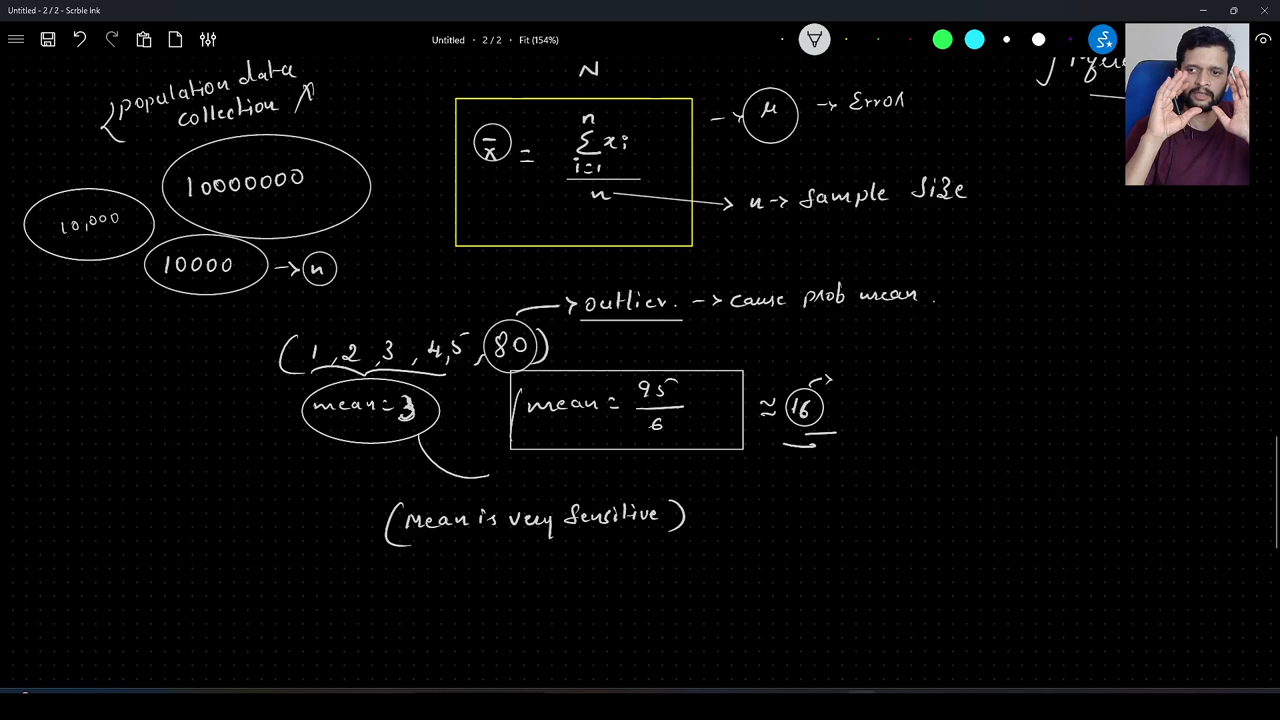 Untitled - 2 / 2 - Scrble Ink
Untitled • 2 / 2 • Fit (154%)
{population data
collection
10000000
10,000
10000 → n
N
x̄ = n Σ i=1 xi / n
→ μ → Error
n → sample size
outlier. → cause prob mean.
(1, 2, 3, 4, 5, 80)
mean = 3
mean = 95 / 6 ≈ 16
(mean is very sensitive)